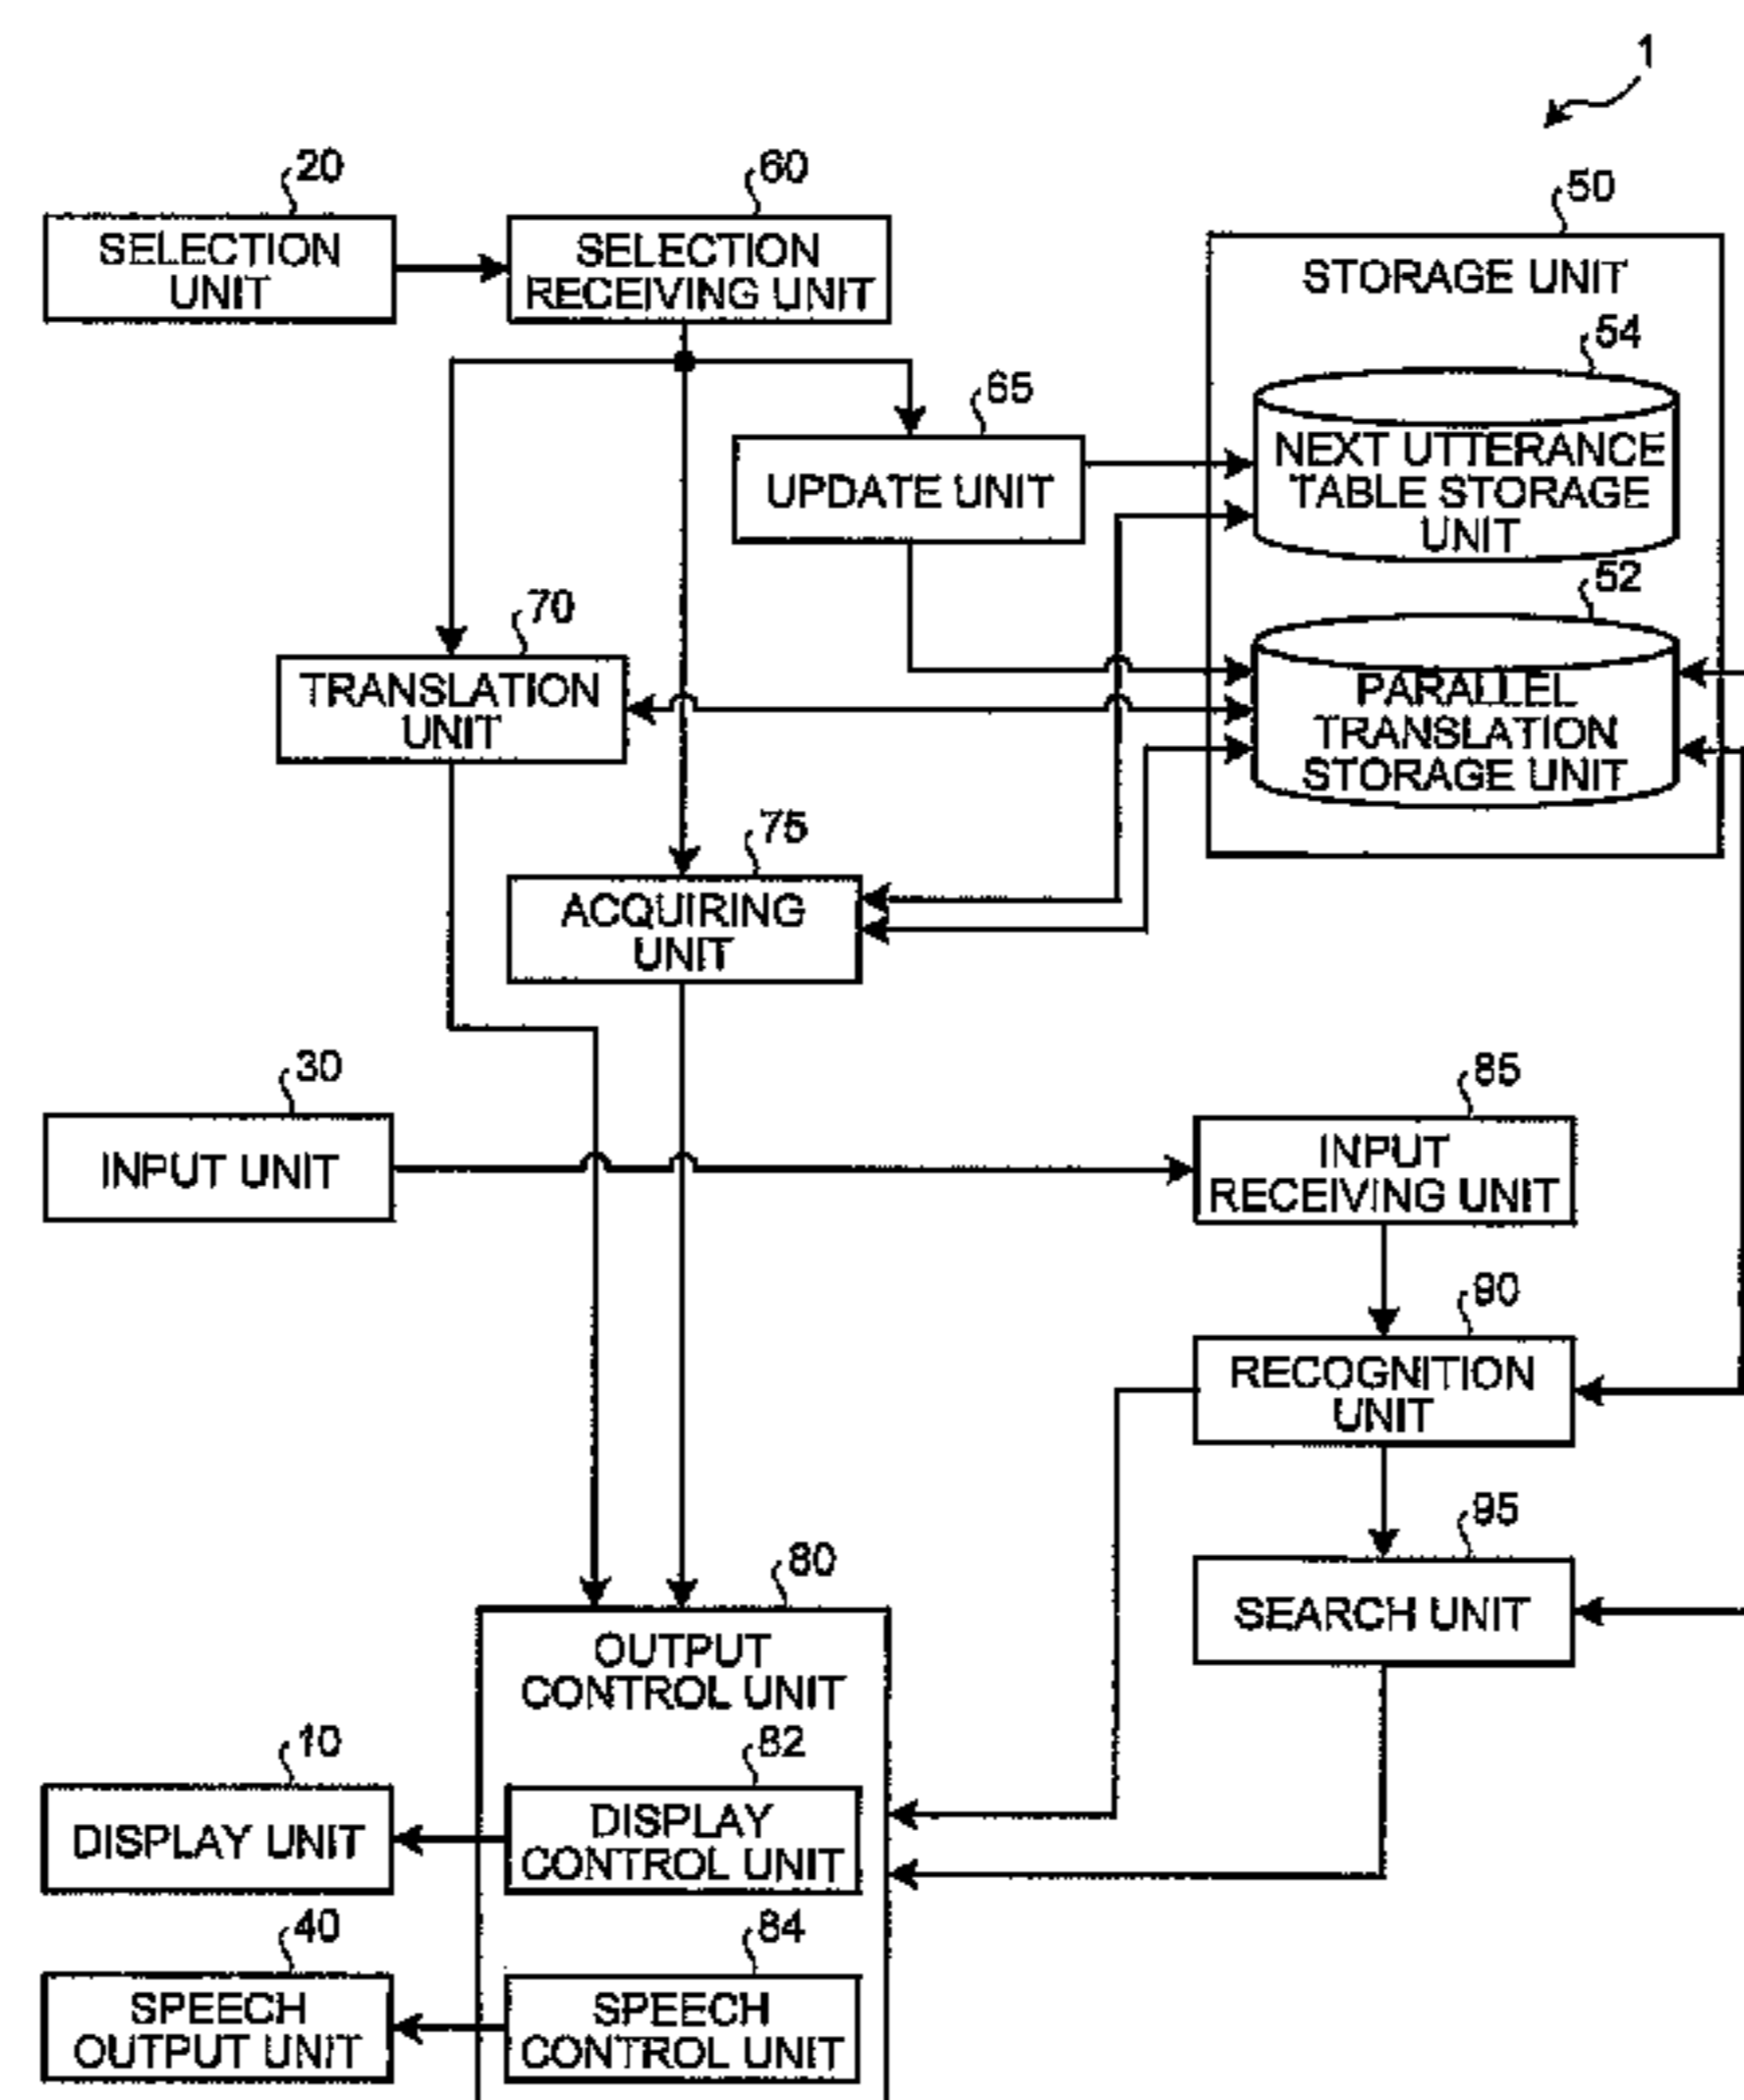 1
20
SELECTION
UNIT
60
SELECTION
RECEIVING UNIT
50
STORAGE UNIT
54
NEXT UTTERANCE
TABLE STORAGE
UNIT
65
UPDATE UNIT
52
PARALLEL
TRANSLATION
STORAGE UNIT
70
TRANSLATION
UNIT
75
ACQUIRING
UNIT
30
INPUT UNIT
85
INPUT
RECEIVING UNIT
90
RECOGNITION
UNIT
95
SEARCH UNIT
80
OUTPUT
CONTROL UNIT
10
DISPLAY UNIT
82
DISPLAY
CONTROL UNIT
40
SPEECH
OUTPUT UNIT
84
SPEECH
CONTROL UNIT